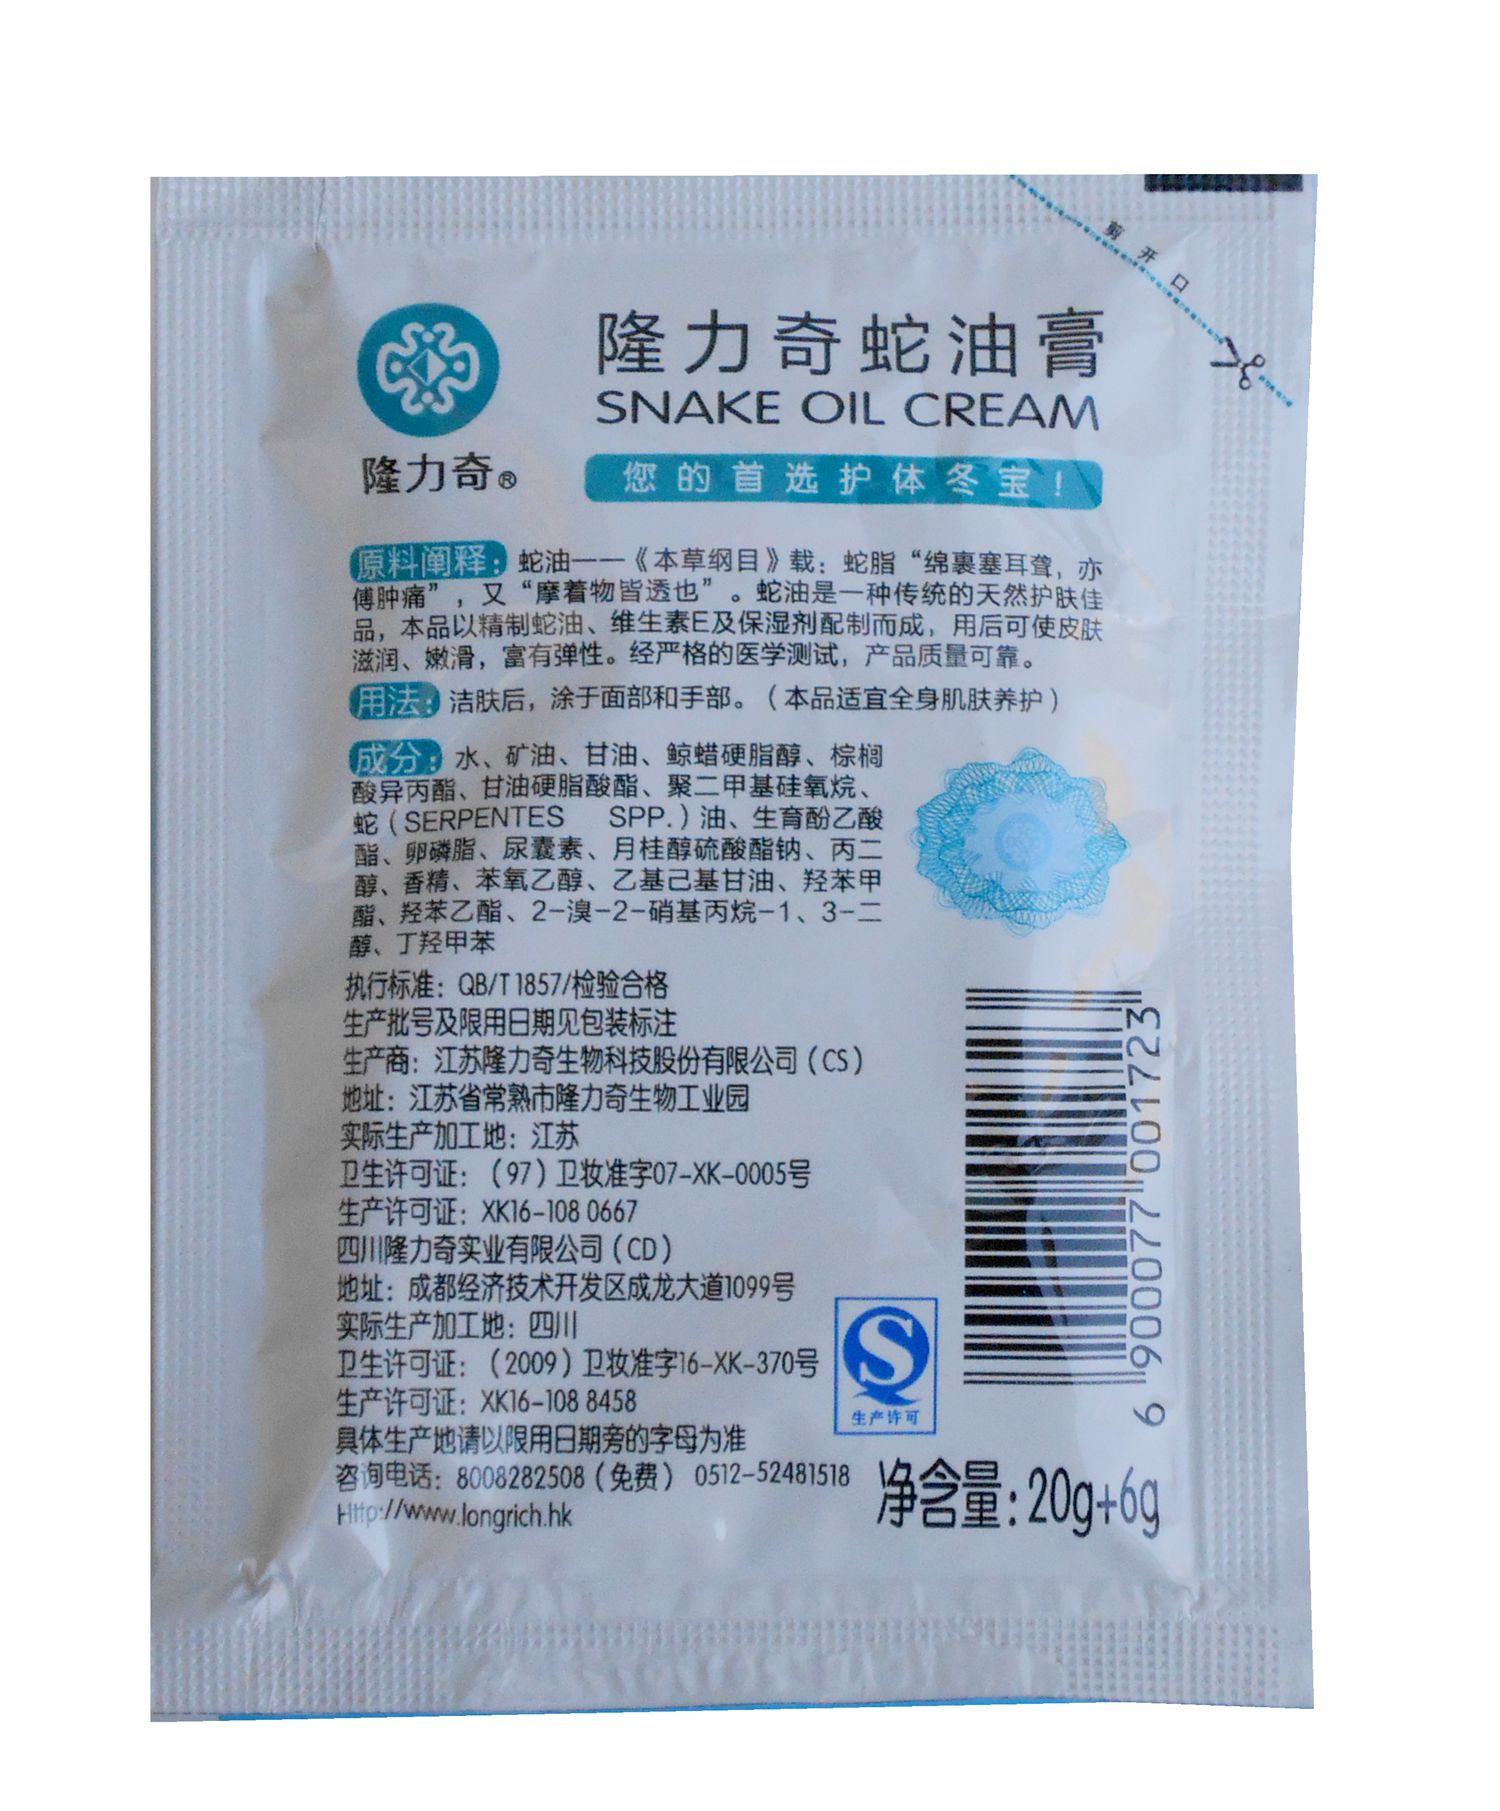 剪开口
隆力奇®
隆力奇蛇油膏
SNAKE OIL CREAM
您的首选护体冬宝！
原料阐释：蛇油——《本草纲目》载：蛇脂“绵裹塞耳聋，亦
傅肿痛”，又“摩着物皆透也”。蛇油是一种传统的天然护肤佳
品，本品以精制蛇油、维生素E及保湿剂配制而成，用后可使皮肤
滋润、嫩滑，富有弹性。经严格的医学测试，产品质量可靠。
用法：洁肤后，涂于面部和手部。（本品适宜全身肌肤养护）
成分：水、矿油、甘油、鲸蜡硬脂醇、棕榈
酸异丙酯、甘油硬脂酸酯、聚二甲基硅氧烷、
蛇（SERPENTES SPP.）油、生育酚乙酸
酯、卵磷脂、尿囊素、月桂醇硫酸酯钠、丙二
醇、香精、苯氧乙醇、乙基己基甘油、羟苯甲
酯、羟苯乙酯、2-溴-2-硝基丙烷-1、3-二
醇、丁羟甲苯
执行标准：QB/T 1857/检验合格
生产批号及限用日期见包装标注
生产商：江苏隆力奇生物科技股份有限公司（CS）
地址：江苏省常熟市隆力奇生物工业园
实际生产加工地：江苏
卫生许可证：（97）卫妆准字07-XK-0005号
生产许可证：XK16-108 0667
四川隆力奇实业有限公司（CD）
地址：成都经济技术开发区成龙大道1099号
实际生产加工地：四川
卫生许可证：（2009）卫妆准字16-XK-370号
生产许可证：XK16-108 8458
具体生产地请以限用日期旁的字母为准
咨询电话：8008282508（免费） 0512-52481518
Http://www.longrich.hk
生产许可
6 900077 001723
净含量：20g+6g